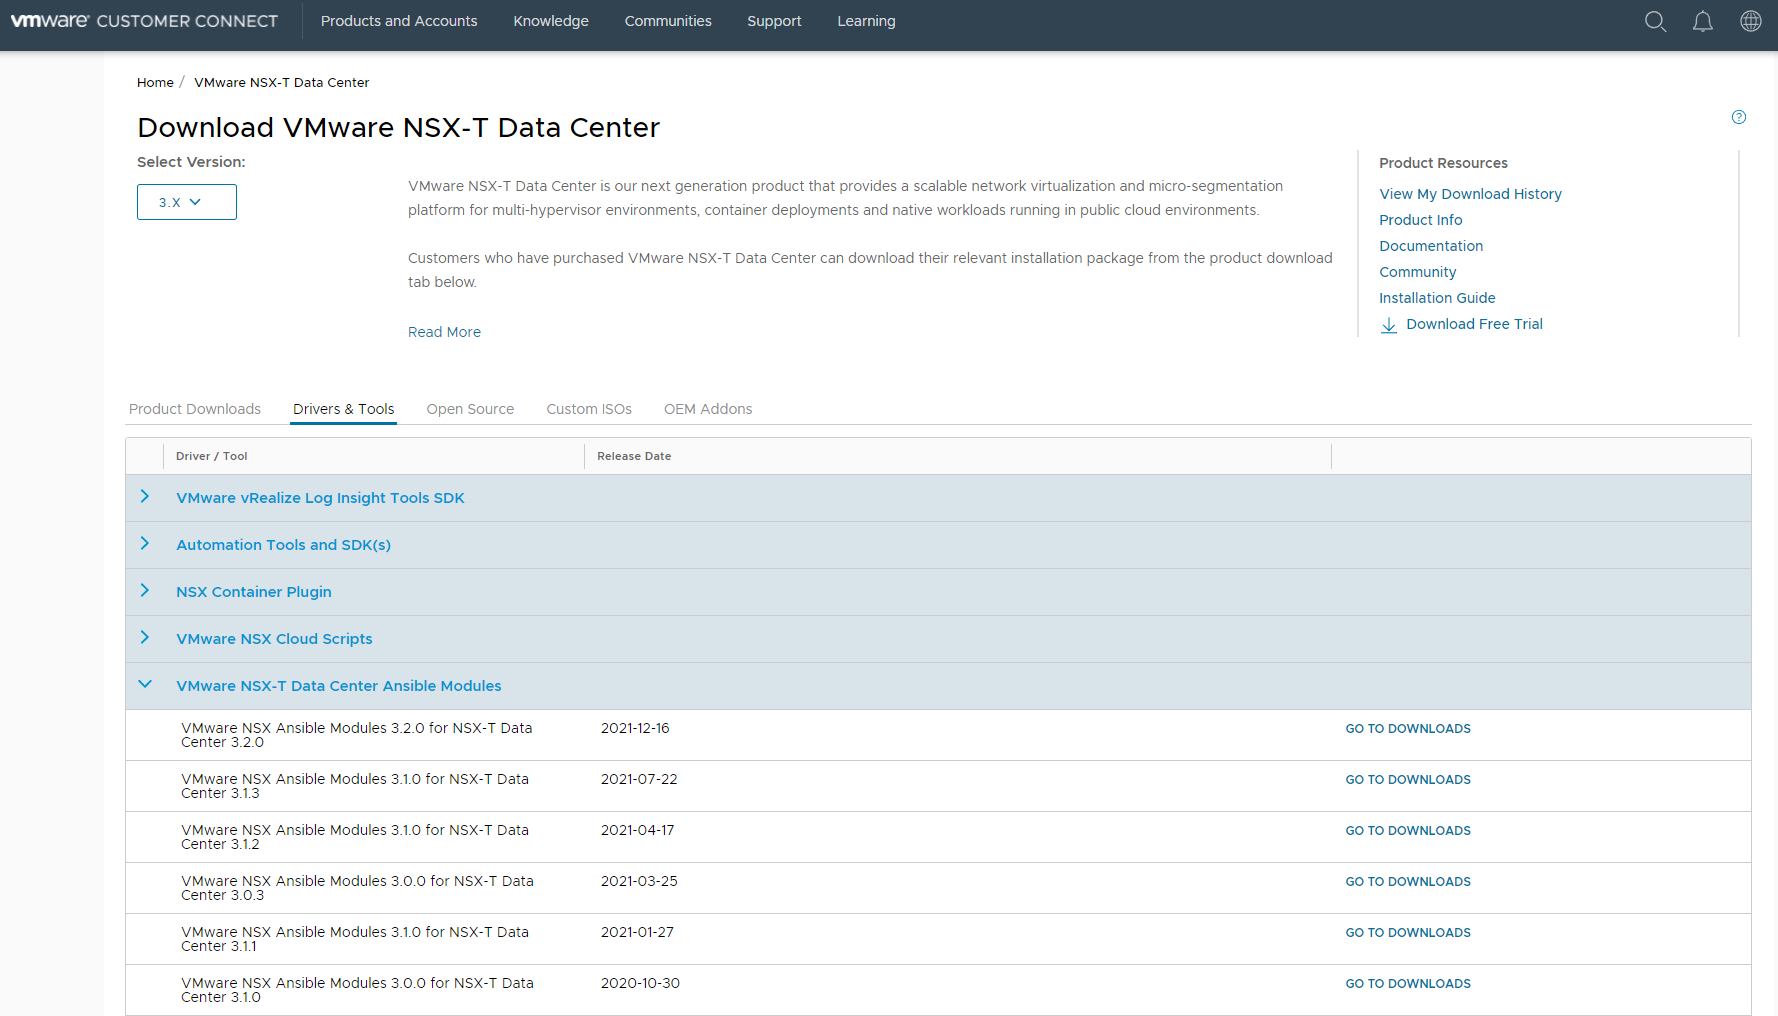 vmware® CUSTOMER CONNECT
Products and Accounts
Knowledge
Communities
Support
Learning
Home / VMware NSX-T Data Center
Download VMware NSX-T Data Center
Select Version:
3.X
VMware NSX-T Data Center is our next generation product that provides a scalable network virtualization and micro-segmentation
platform for multi-hypervisor environments, container deployments and native workloads running in public cloud environments.
Customers who have purchased VMware NSX-T Data Center can download their relevant installation package from the product download
tab below.
Read More
Product Resources
View My Download History
Product Info
Documentation
Community
Installation Guide
Download Free Trial
Product Downloads
Drivers & Tools
Open Source
Custom ISOs
OEM Addons
Driver / Tool
Release Date
VMware vRealize Log Insight Tools SDK
Automation Tools and SDK(s)
NSX Container Plugin
VMware NSX Cloud Scripts
VMware NSX-T Data Center Ansible Modules
VMware NSX Ansible Modules 3.2.0 for NSX-T Data
Center 3.2.0
2021-12-16
GO TO DOWNLOADS
VMware NSX Ansible Modules 3.1.0 for NSX-T Data
Center 3.1.3
2021-07-22
GO TO DOWNLOADS
VMware NSX Ansible Modules 3.1.0 for NSX-T Data
Center 3.1.2
2021-04-17
GO TO DOWNLOADS
VMware NSX Ansible Modules 3.0.0 for NSX-T Data
Center 3.0.3
2021-03-25
GO TO DOWNLOADS
VMware NSX Ansible Modules 3.1.0 for NSX-T Data
Center 3.1.1
2021-01-27
GO TO DOWNLOADS
VMware NSX Ansible Modules 3.0.0 for NSX-T Data
Center 3.1.0
2020-10-30
GO TO DOWNLOADS